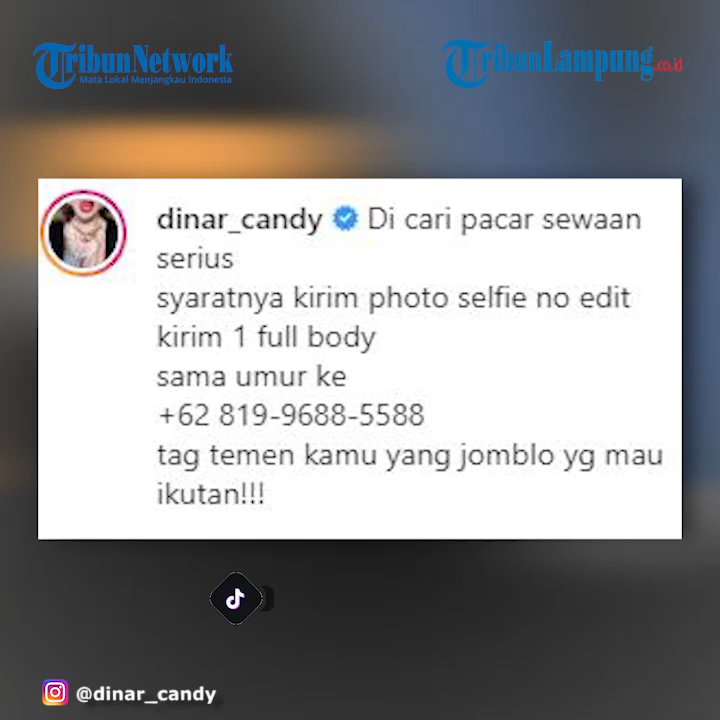 TribunNetwork
Mata Lokal Menjangkau Indonesia
TribunLampung.co.id
dinar_candy Di cari pacar sewaan
serius
syaratnya kirim photo selfie no edit
kirim 1 full body
sama umur ke
+62 819-9688-5588
tag temen kamu yang jomblo yg mau
ikutan!!!
@dinar_candy